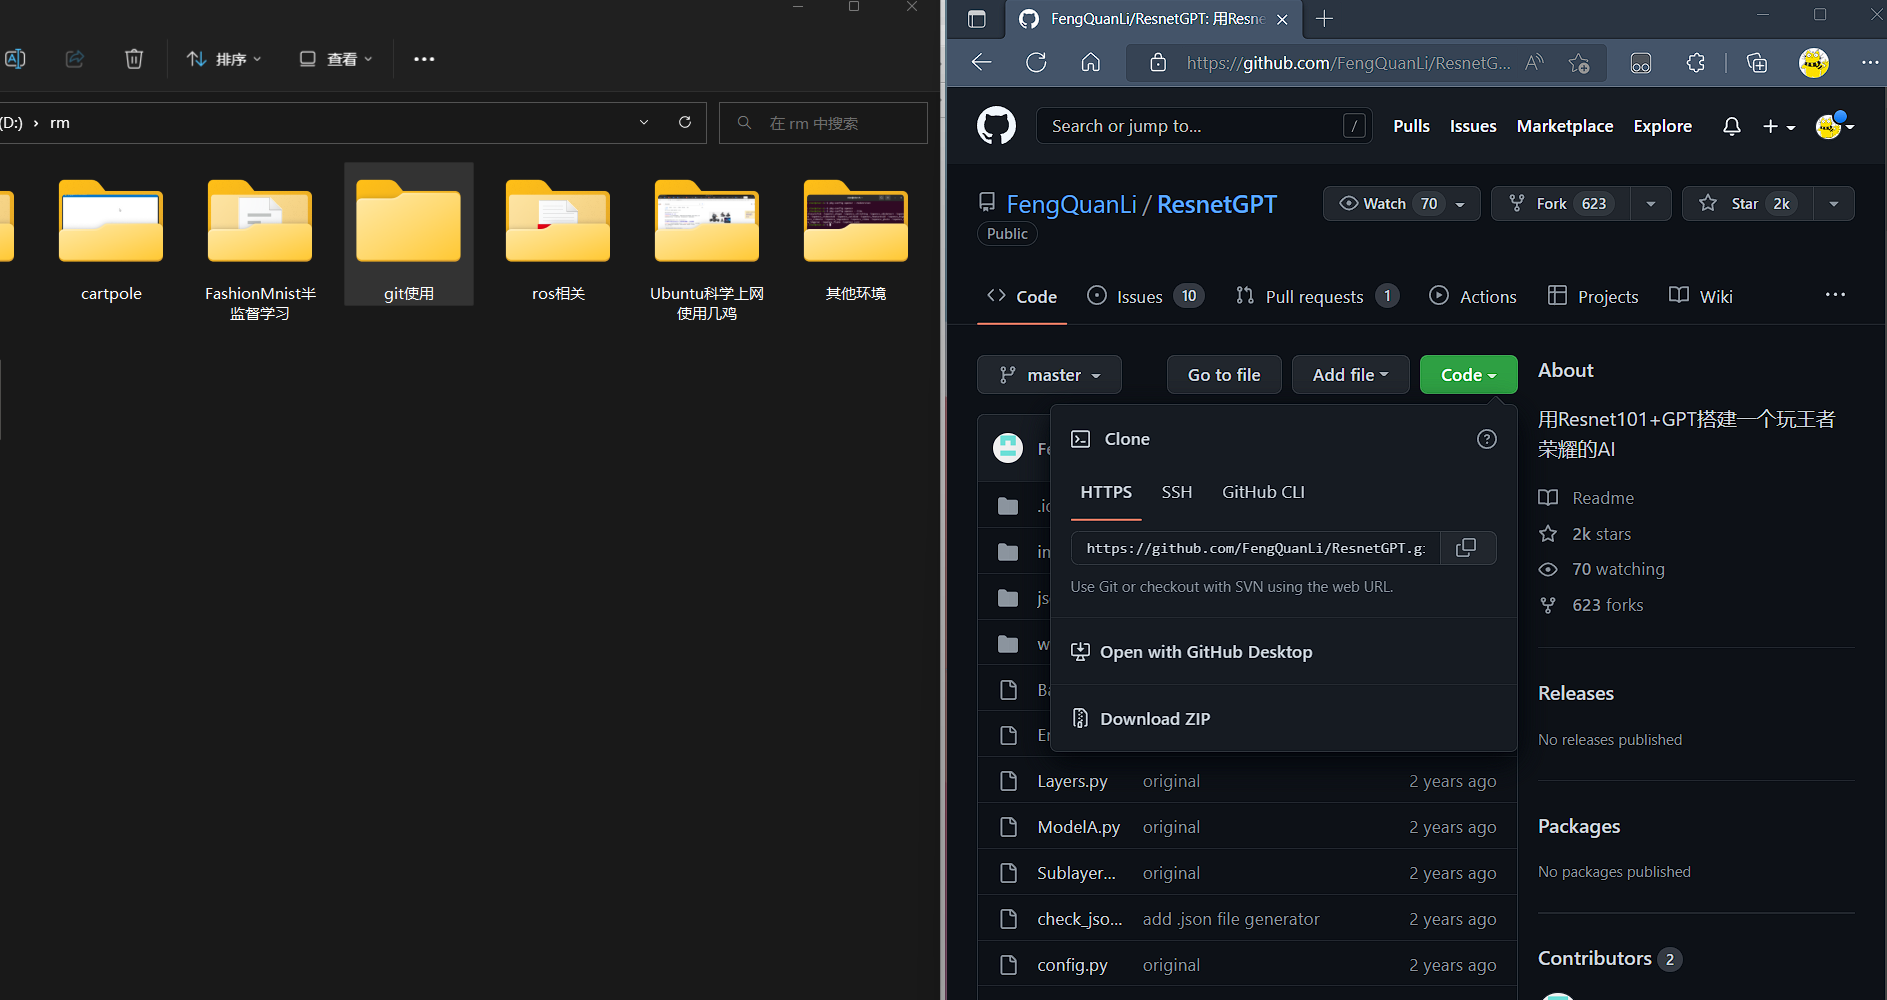 排序
查看
(D:) › rm
在 rm 中搜索
cartpole
FashionMnist半
监督学习
git使用
ros相关
Ubuntu科学上网
使用几鸡
其他环境
FengQuanLi/ResnetGPT: 用Resne
https://github.com/FengQuanLi/ResnetG...
Search or jump to...
/
Pulls
Issues
Marketplace
Explore
FengQuanLi / ResnetGPT
Public
Watch 70
Fork 623
Star 2k
Code
Issues 10
Pull requests 1
Actions
Projects
Wiki
master
Go to file
Add file
Code
Clone
HTTPS
SSH
GitHub CLI
https://github.com/FengQuanLi/ResnetGPT.g
Use Git or checkout with SVN using the web URL.
Open with GitHub Desktop
Download ZIP
Layers.py original 2 years ago
ModelA.py original 2 years ago
Sublayer... original 2 years ago
check_jso... add .json file generator 2 years ago
config.py original 2 years ago
About
用Resnet101+GPT搭建一个玩王者
荣耀的AI
Readme
2k stars
70 watching
623 forks
Releases
No releases published
Packages
No packages published
Contributors 2